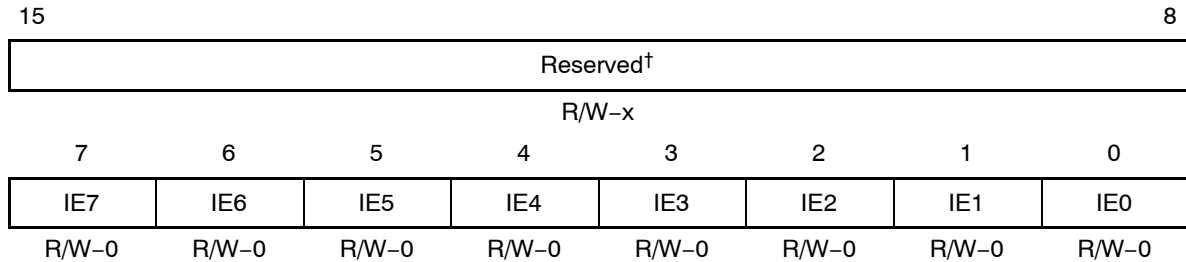 15 8
Reserved†
R/W−x
7 6 5 4 3 2 1 0
IE7 IE6 IE5 IE4 IE3 IE2 IE1 IE0
R/W−0 R/W−0 R/W−0 R/W−0 R/W−0 R/W−0 R/W−0 R/W−0